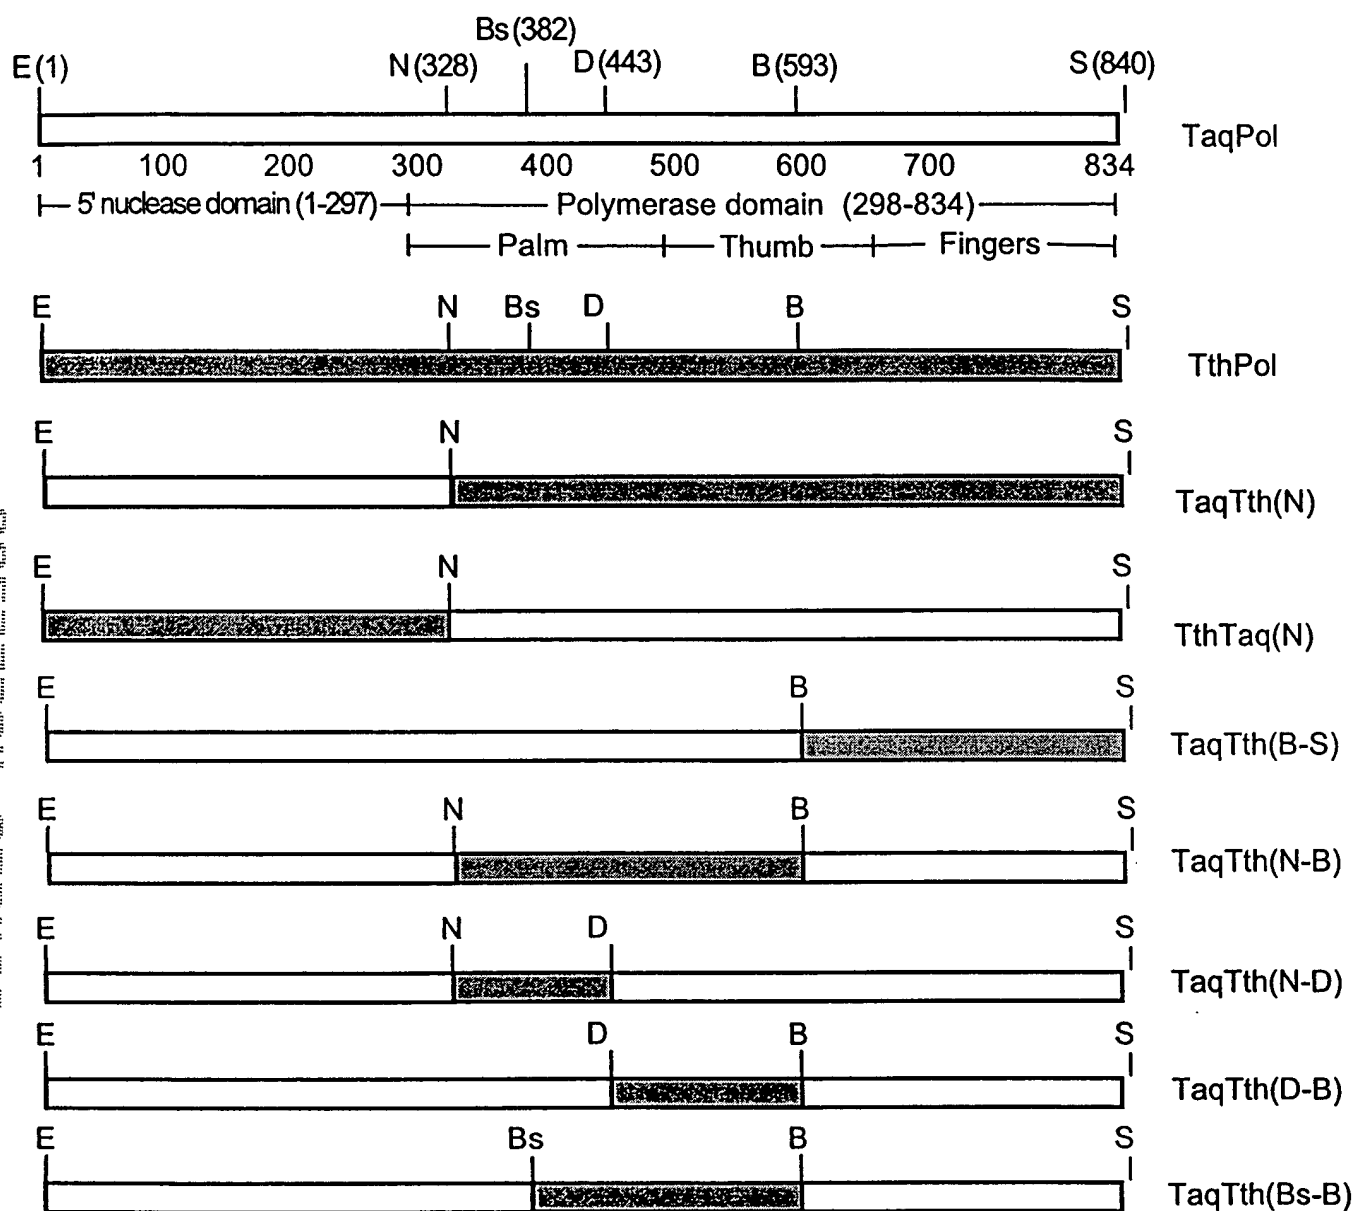 Bs(382)
E(1) N(328) D(443) B(593) S(840)
TaqPol
1 100 200 300 400 500 600 700 834
5' nuclease domain (1-297) Polymerase domain (298-834)
Palm Thumb Fingers
E N Bs D B S
TthPol
E N S
TaqTth(N)
E N S
TthTaq(N)
E B S
TaqTth(B-S)
E N B S
TaqTth(N-B)
E N D S
TaqTth(N-D)
E D B S
TaqTth(D-B)
E Bs B S
TaqTth(Bs-B)